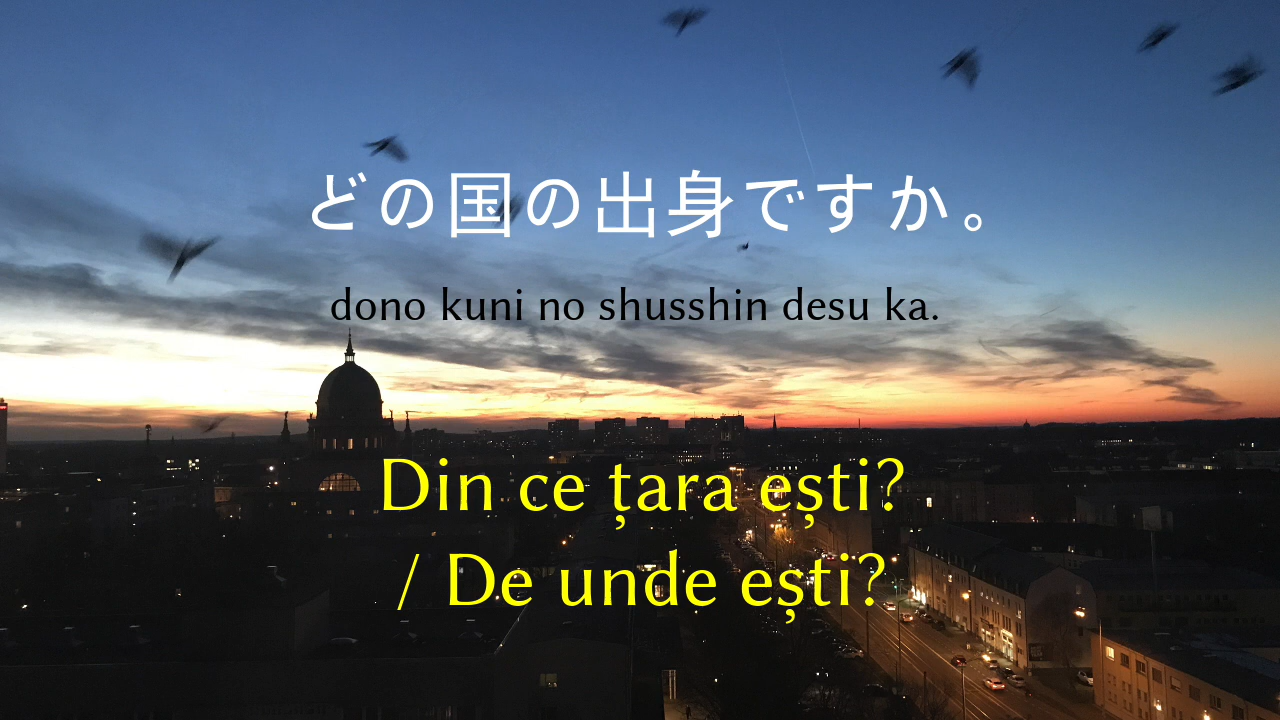 どの国の出身ですか。
dono kuni no shusshin desu ka.
Din ce țara ești?
/ De unde ești?